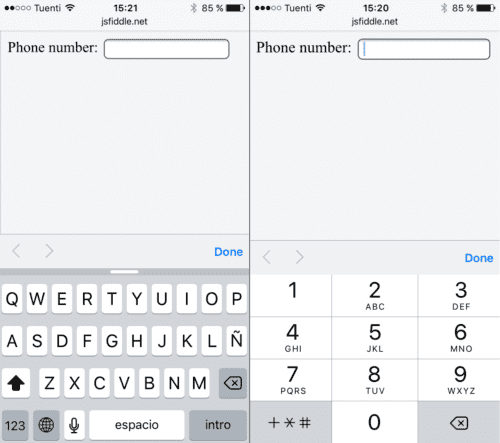 Tuenti 15:21 85 %
jsfiddle.net
Phone number:
Done
Q W E R T Y U I O P
A S D F G H J K L Ñ
Z X C V B N M
123 espacio intro
Tuenti 15:20 85 %
jsfiddle.net
Phone number:
Done
1 2 3
ABC DEF
4 5 6
GHI JKL MNO
7 8 9
PQRS TUV WXYZ
+*# 0